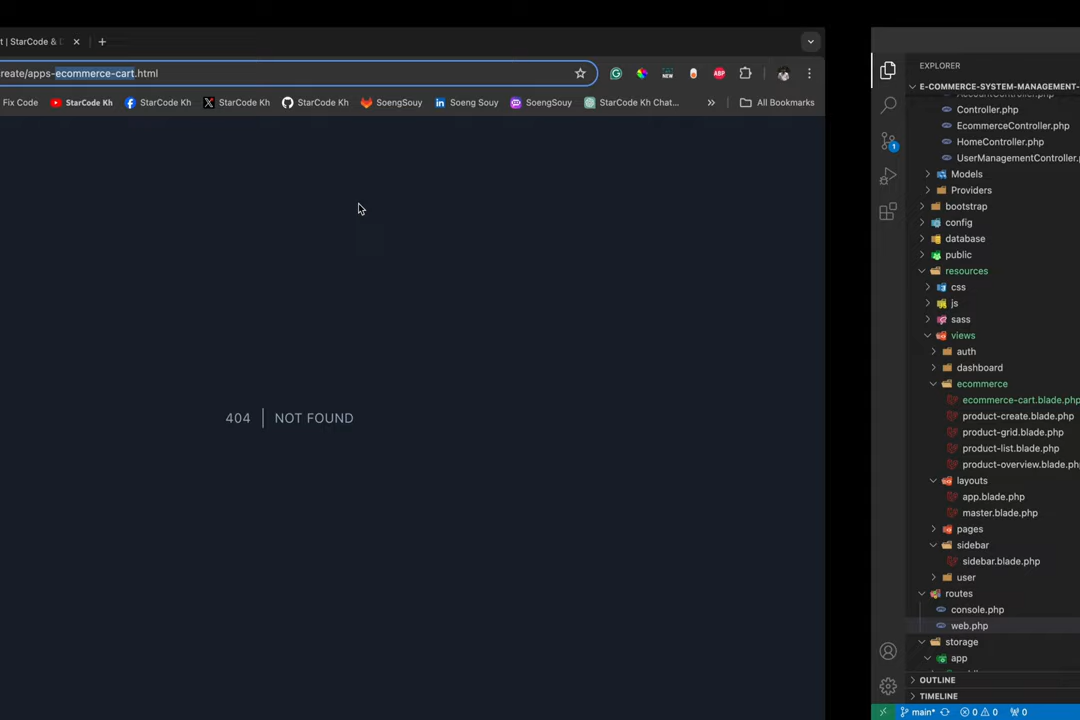 t | StarCode &
reate/apps-ecommerce-cart.html
NEW
ABP
Fix Code
StarCode Kh
StarCode Kh
StarCode Kh
StarCode Kh
SoengSouy
Soeng Souy
SoengSouy
StarCode Kh Chat...
All Bookmarks
404
NOT FOUND
EXPLORER
E-COMMERCE-SYSTEM-MANAGEMENT-
Controller.php
EcommerceController.php
HomeController.php
1
UserManagementController.
Models
Providers
bootstrap
config
database
public
resources
css
js
sass
views
auth
dashboard
ecommerce
ecommerce-cart.blade.php
product-create.blade.php
product-grid.blade.php
product-list.blade.php
product-overview.blade.php
layouts
app.blade.php
master.blade.php
pages
sidebar
sidebar.blade.php
user
routes
console.php
web.php
storage
app
OUTLINE
TIMELINE
main* 0 0 0